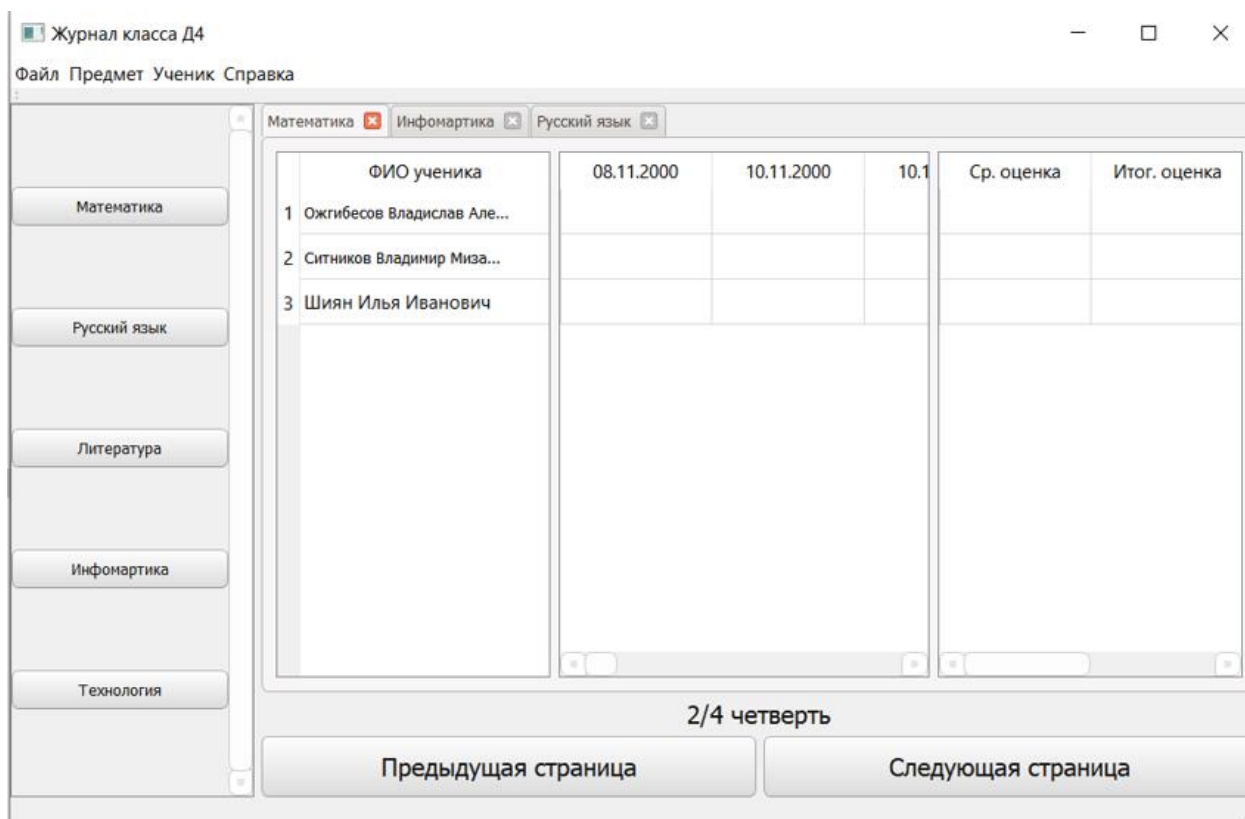 Журнал класса Д4
Файл Предмет Ученик Справка
Математика Инфомартика Русский язык
ФИО ученика 08.11.2000 10.11.2000 10.1 Ср. оценка Итог. оценка
Математика
1 Ожгибесов Владислав Але...
2 Ситников Владимир Миза...
3 Шиян Илья Иванович
Русский язык
Литература
Инфомартика
Технология
2/4 четверть
Предыдущая страница Следующая страница